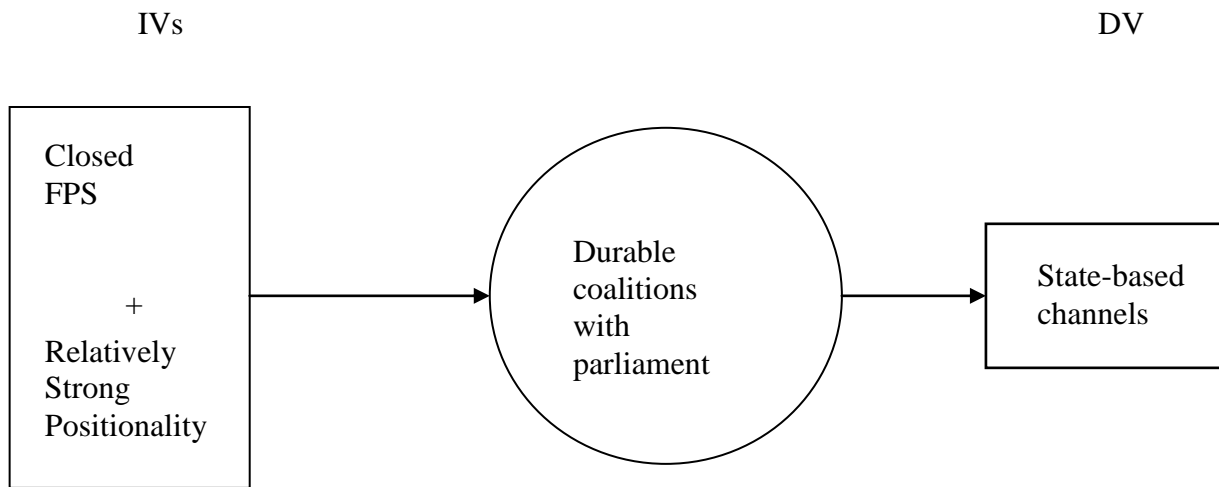 IVs
DV
Closed
FPS
+
Relatively
Strong
Positionality
Durable
coalitions
with
parliament
State-based
channels